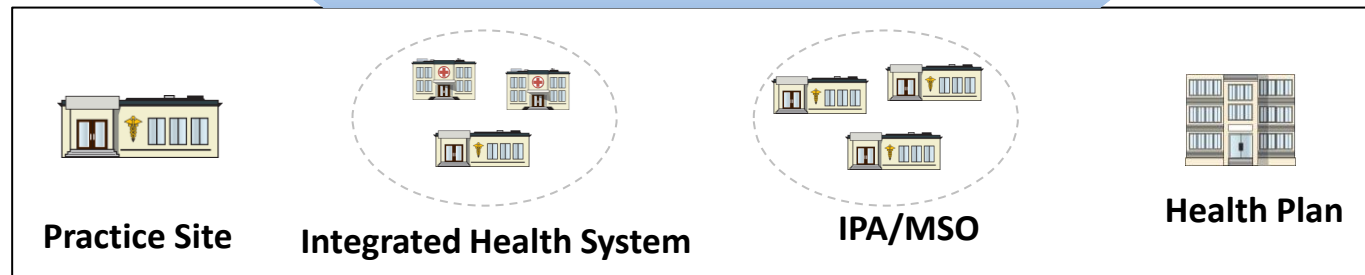 Practice Site
Integrated Health System
IPA/MSO
Health Plan